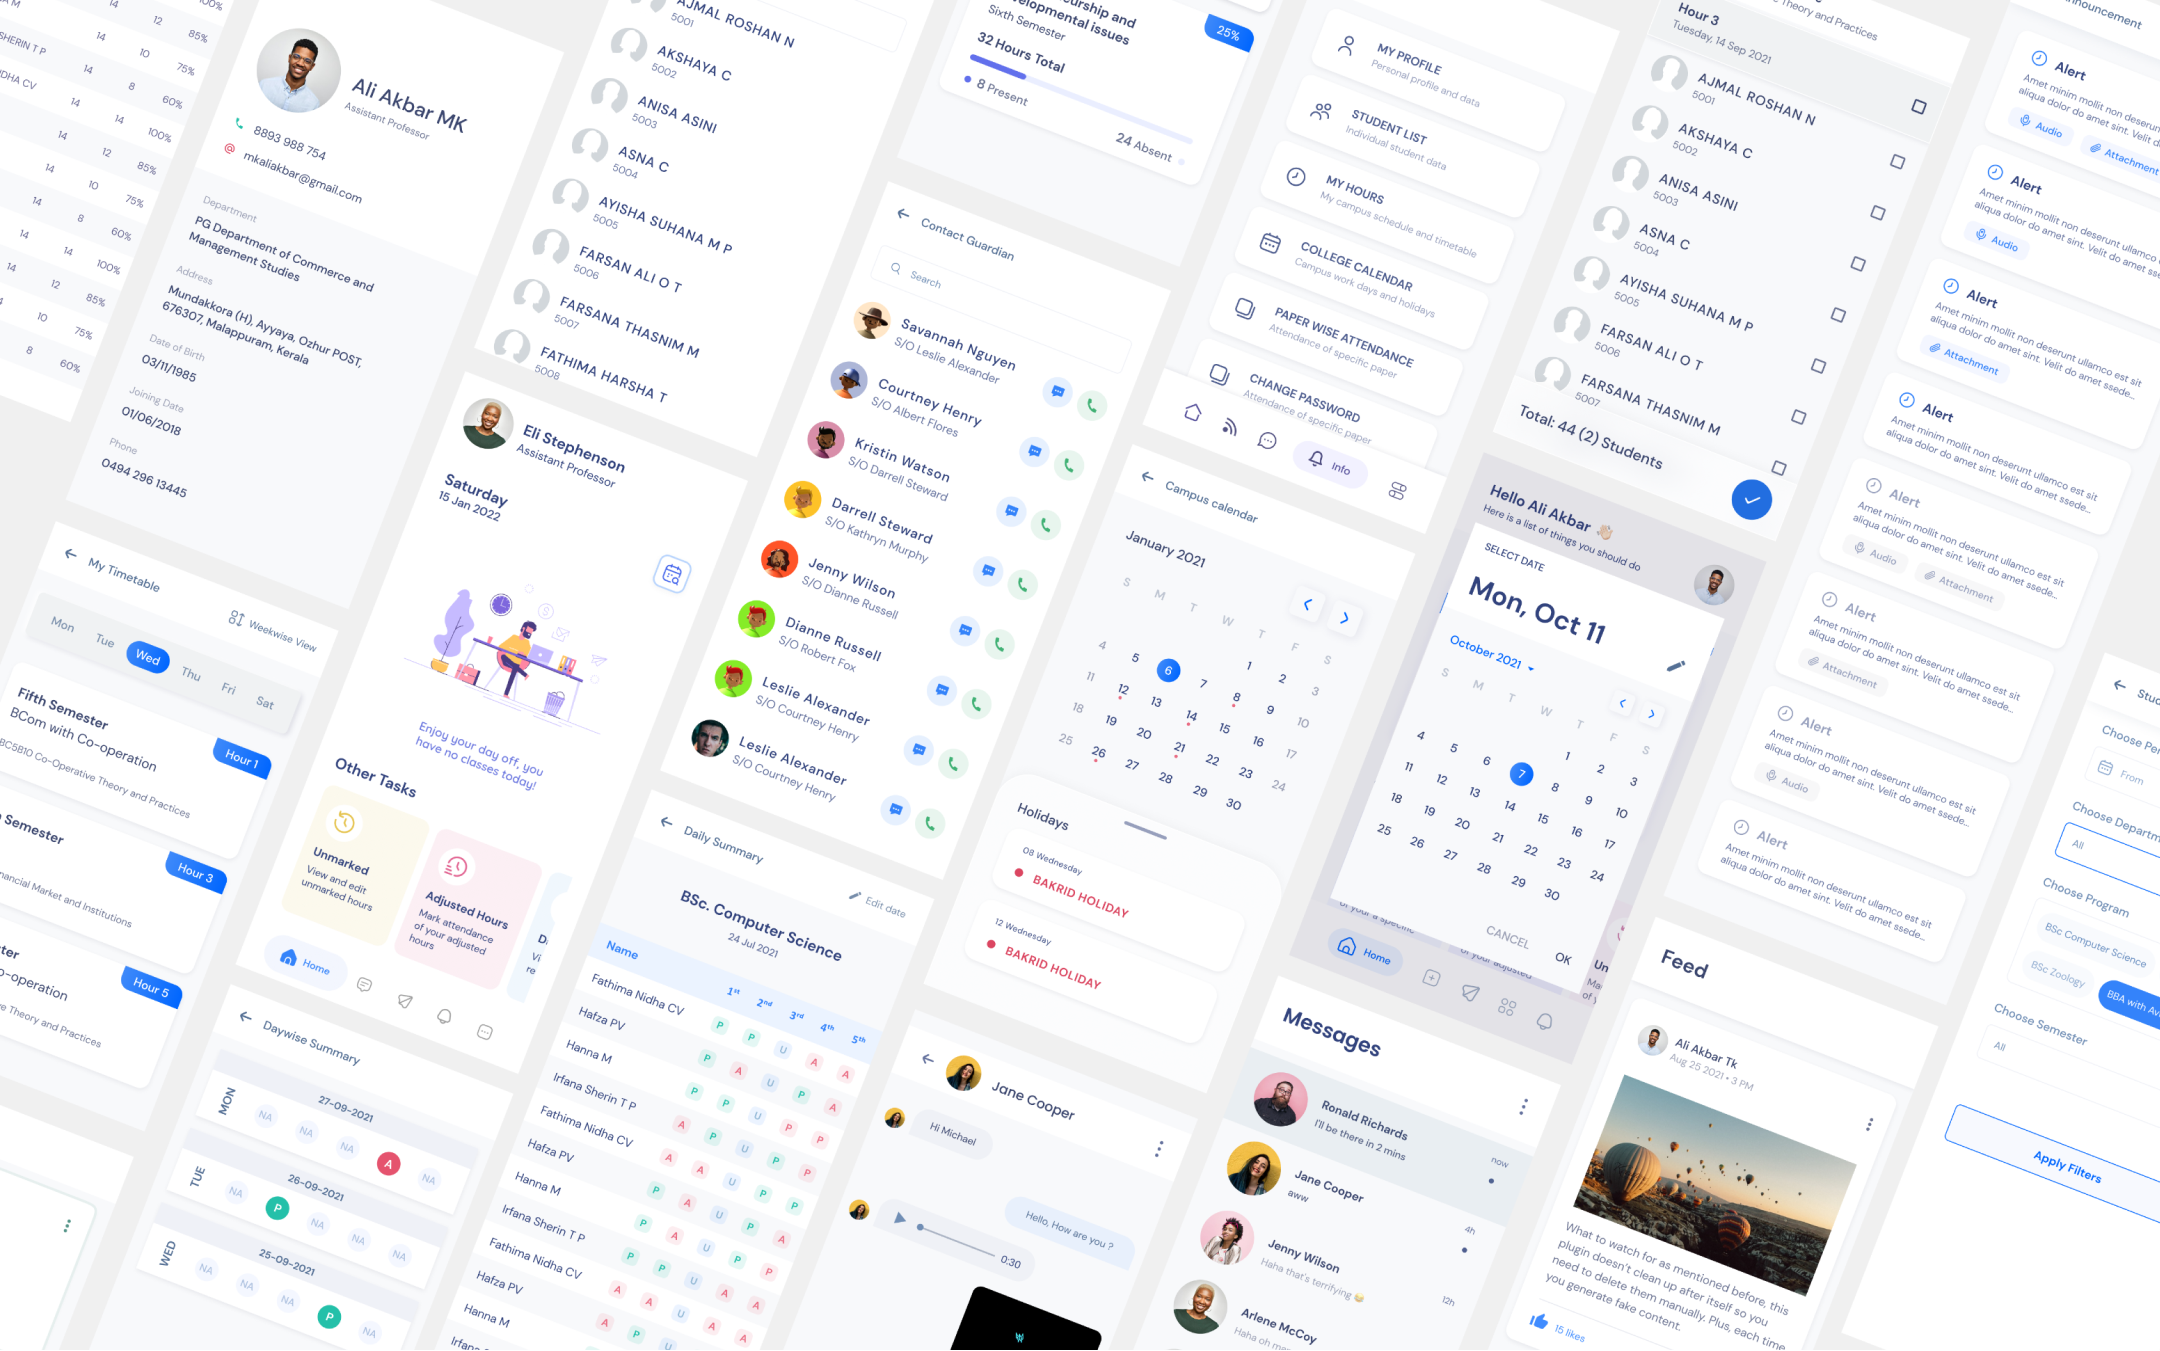 A M
14
12
85%
SHERIN T P
14
10
75%
DHA CV
14
8
60%
14
14
100%
14
12
85%
14
10
75%
14
8
60%
14
14
100%
14
12
85%
10
75%
8
60%
Ali Akbar MK
Assistant Professor
8893 988 754
mkaliakbar@gmail.com
Department
PG Department of Commerce and
Management Studies
Address
Mundakkora (H), Ayyaya, Ozhur POST,
676307, Malappuram, Kerala
Date of Birth
03/11/1985
Joining Date
01/06/2018
Phone
0494 296 13445
My Timetable
Weekwise View
Mon
Tue
Wed
Thu
Fri
Sat
Fifth Semester
BCom with Co-operation
Hour 1
BC5B10 Co-Operative Theory and Practices
Semester
Hour 3
nancial Market and Institutions
Hour 5
o-operation
ve Theory and Practices
AJMAL ROSHAN N
5001
AKSHAYA C
5002
ANISA ASINI
5003
ASNA C
5004
AYISHA SUHANA M P
5005
FARSAN ALI O T
5006
FARSANA THASNIM M
5007
FATHIMA HARSHA T
5008
Eli Stephenson
Assistant Professor
Saturday
15 Jan 2022
Enjoy your day off, you
have no classes today!
Other Tasks
Unmarked
View and edit
unmarked hours
Adjusted Hours
Mark attendance
of your adjusted
hours
Home
Daywise Summary
27-09-2021
MON
NA
NA
NA
A
NA
26-09-2021
TUE
NA
P
NA
NA
NA
25-09-2021
WED
NA
NA
NA
P
NA
urship and
velopmental issues
Sixth Semester
25%
32 Hours Total
8 Present
24 Absent
Contact Guardian
Search
Savannah Nguyen
S/O Leslie Alexander
Courtney Henry
S/O Albert Flores
Kristin Watson
S/O Darrell Steward
Darrell Steward
S/O Kathryn Murphy
Jenny Wilson
S/O Dianne Russell
Dianne Russell
S/O Robert Fox
Leslie Alexander
S/O Courtney Henry
Leslie Alexander
S/O Courtney Henry
Daily Summary
Edit date
BSc. Computer Science
24 Jul 2021
Name
1st
2nd
3rd
4th
5th
Fathima Nidha CV
P
P
U
A
A
Hafza PV
P
A
U
P
A
Hanna M
P
P
U
P
P
Irfana Sherin T P
A
P
U
P
P
Fathima Nidha CV
A
A
U
P
P
Hafza PV
P
A
U
P
A
Hanna M
P
A
U
P
P
Irfana Sherin T P
P
P
U
A
A
Fathima Nidha CV
A
A
U
A
A
Hafza PV
A
P
Hanna M
MY PROFILE
Personal profile and data
STUDENT LIST
Individual student data
MY HOURS
My campus schedule and timetable
COLLEGE CALENDAR
Campus work days and holidays
PAPER WISE ATTENDANCE
Attendance of specific paper
CHANGE PASSWORD
Attendance of specific paper
Info
Campus calendar
January 2021
S
M
T
W
T
F
S
1
2
3
4
5
6
7
8
9
10
11
12
13
14
15
16
17
18
19
20
21
22
23
24
25
26
27
28
29
30
Holidays
08 Wednesday
BAKRID HOLIDAY
12 Wednesday
BAKRID HOLIDAY
Jane Cooper
Hi Michael
Hello, How are you ?
0:30
Theory and Practices
Hour 3
Tuesday, 14 Sep 2021
AJMAL ROSHAN N
5001
AKSHAYA C
5002
ANISA ASINI
5003
ASNA C
5004
AYISHA SUHANA M P
5005
FARSAN ALI O T
5006
FARSANA THASNIM M
5007
Total: 44 (2) Students
Hello Ali Akbar
Here is a list of things you should do
SELECT DATE
Mon, Oct 11
October 2021
S
M
T
W
T
F
S
1
2
3
4
5
6
7
8
9
10
11
12
13
14
15
16
17
18
19
20
21
22
23
24
25
26
27
28
29
30
CANCEL
OK
Home
Messages
Ronald Richards
I'll be there in 2 mins
now
Jane Cooper
aww
4h
Jenny Wilson
Haha that's terrifying
12h
Arlene McCoy
Alert
Amet minim mollit non deserun
aliqua dolor do amet sint. Velit d
Audio
Attachment
Alert
Amet minim mollit non deserunt ullamco
aliqua dolor do amet sint. Velit do amet sse
Audio
Alert
Amet minim mollit non deserunt ullamco est sit
aliqua dolor do amet sint. Velit do amet ssede...
Attachment
Alert
Amet minim mollit non deserunt ullamco est sit
aliqua dolor do amet sint. Velit do amet ssede...
Alert
Amet minim mollit non deserunt ullamco est sit
aliqua dolor do amet sint. Velit do amet ssede...
Audio
Attachment
Alert
Amet minim mollit non deserunt ullamco est sit
aliqua dolor do amet sint. Velit do amet ssede...
Attachment
Alert
Amet minim mollit non deserunt ullamco est sit
aliqua dolor do amet sint. Velit do amet ssede...
Audio
Alert
Amet minim mollit non deserunt ullamco est sit
aliqua dolor do amet sint. Velit do amet ssede...
Feed
Ali Akbar Tk
Aug 25 2021 • 3 PM
What to watch for as mentioned before, this
plugin doesn't clean up after itself so you
need to delete them manually. Plus, each time
you generate fake content.
15 likes
Choose Per
From
Choose Departm
All
Choose Program
BSc Computer Science
BSc Zoology
BBA with Av
Choose Semester
All
Apply Filters